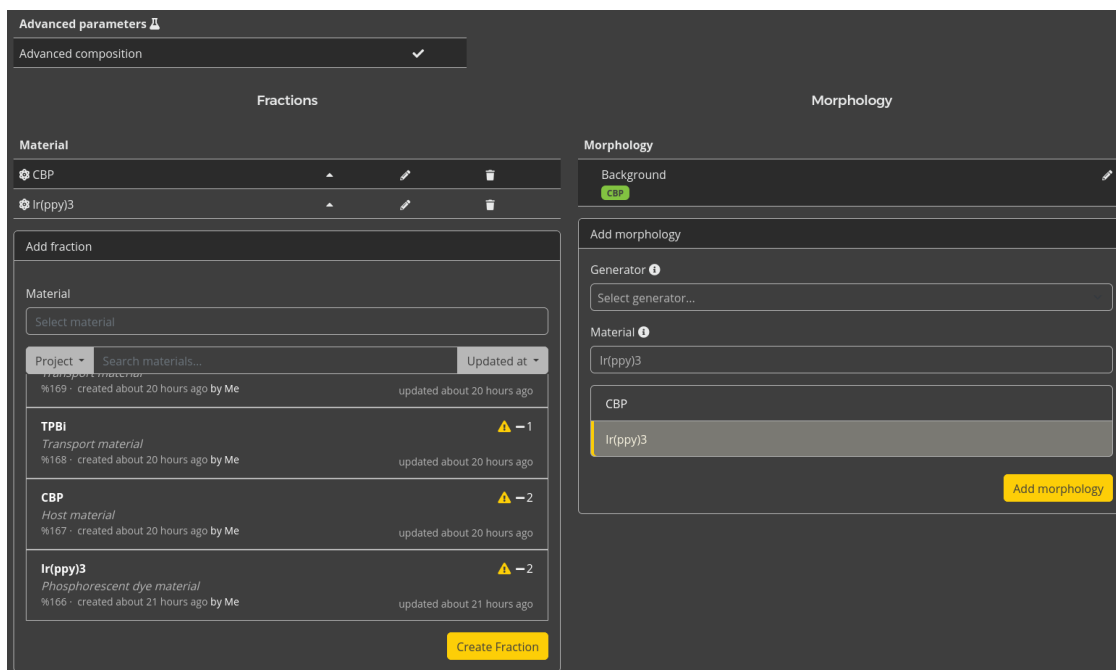 Advanced parameters
Advanced composition
Fractions
Material
CBP
Ir(ppy)3
Add fraction
Material
Select material
Project
Search materials...
Updated at
Transport material
%169 · created about 20 hours ago by Me
updated about 20 hours ago
TPBi
1
Transport material
%168 · created about 20 hours ago by Me
updated about 20 hours ago
CBP
2
Host material
%167 · created about 20 hours ago by Me
updated about 20 hours ago
Ir(ppy)3
2
Phosphorescent dye material
%166 · created about 21 hours ago by Me
updated about 21 hours ago
Create Fraction
Morphology
Morphology
Background
CBP
Add morphology
Generator
Select generator...
Material
Ir(ppy)3
CBP
Ir(ppy)3
Add morphology